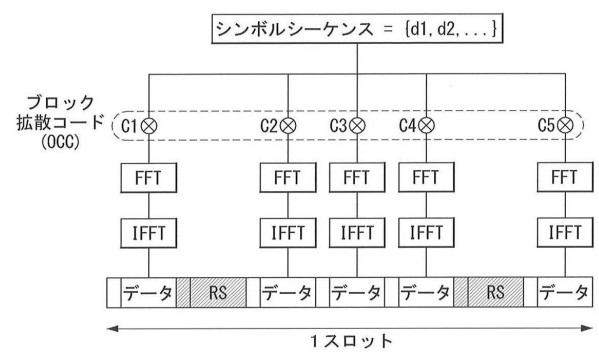 シンボルシーケンス = {d1, d2, . . . }
ブロック
拡散コード
(OCC)
C1 C2 C3 C4 C5
FFT FFT FFT FFT FFT
IFFT IFFT IFFT IFFT IFFT
データ RS データ データ データ RS データ
1スロット